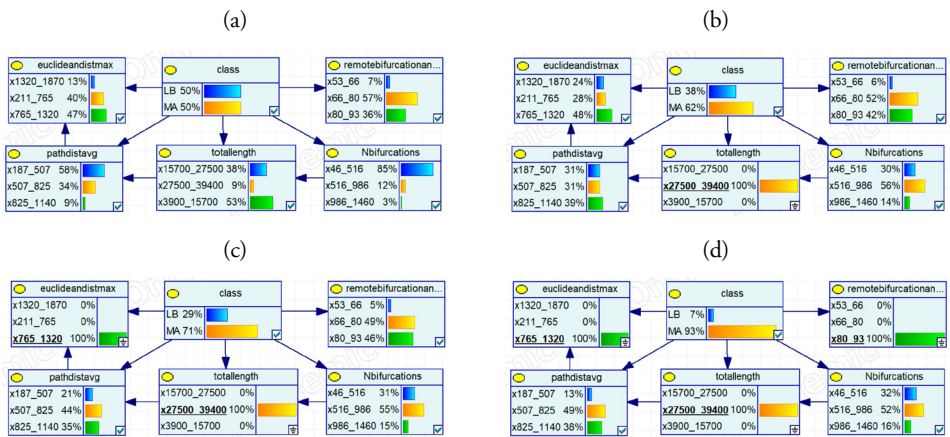 (a)
euclideandistmax
x1320_1870 13%
x211_765 40%
x765_1320 47%
class
LB 50%
MA 50%
remotebifurcationan...
x53_66 7%
x66_80 57%
x80_93 36%
pathdistavg
x187_507 58%
x507_825 34%
x825_1140 9%
totallength
x15700_27500 38%
x27500_39400 9%
x3900_15700 53%
Nbifurcations
x46_516 85%
x516_986 12%
x986_1460 3%
(b)
euclideandistmax
x1320_1870 24%
x211_765 28%
x765_1320 48%
class
LB 38%
MA 62%
remotebifurcationan...
x53_66 6%
x66_80 52%
x80_93 42%
pathdistavg
x187_507 31%
x507_825 31%
x825_1140 39%
totallength
x15700_27500 0%
x27500_39400 100%
x3900_15700 0%
Nbifurcations
x46_516 30%
x516_986 56%
x986_1460 14%
(c)
euclideandistmax
x1320_1870 0%
x211_765 0%
x765_1320 100%
class
LB 29%
MA 71%
remotebifurcationan...
x53_66 5%
x66_80 49%
x80_93 46%
pathdistavg
x187_507 21%
x507_825 44%
x825_1140 35%
totallength
x15700_27500 0%
x27500_39400 100%
x3900_15700 0%
Nbifurcations
x46_516 31%
x516_986 55%
x986_1460 15%
(d)
euclideandistmax
x1320_1870 0%
x211_765 0%
x765_1320 100%
class
LB 7%
MA 93%
remotebifurcationan...
x53_66 0%
x66_80 0%
x80_93 100%
pathdistavg
x187_507 13%
x507_825 49%
x825_1140 38%
totallength
x15700_27500 0%
x27500_39400 100%
x3900_15700 0%
Nbifurcations
x46_516 32%
x516_986 52%
x986_1460 16%